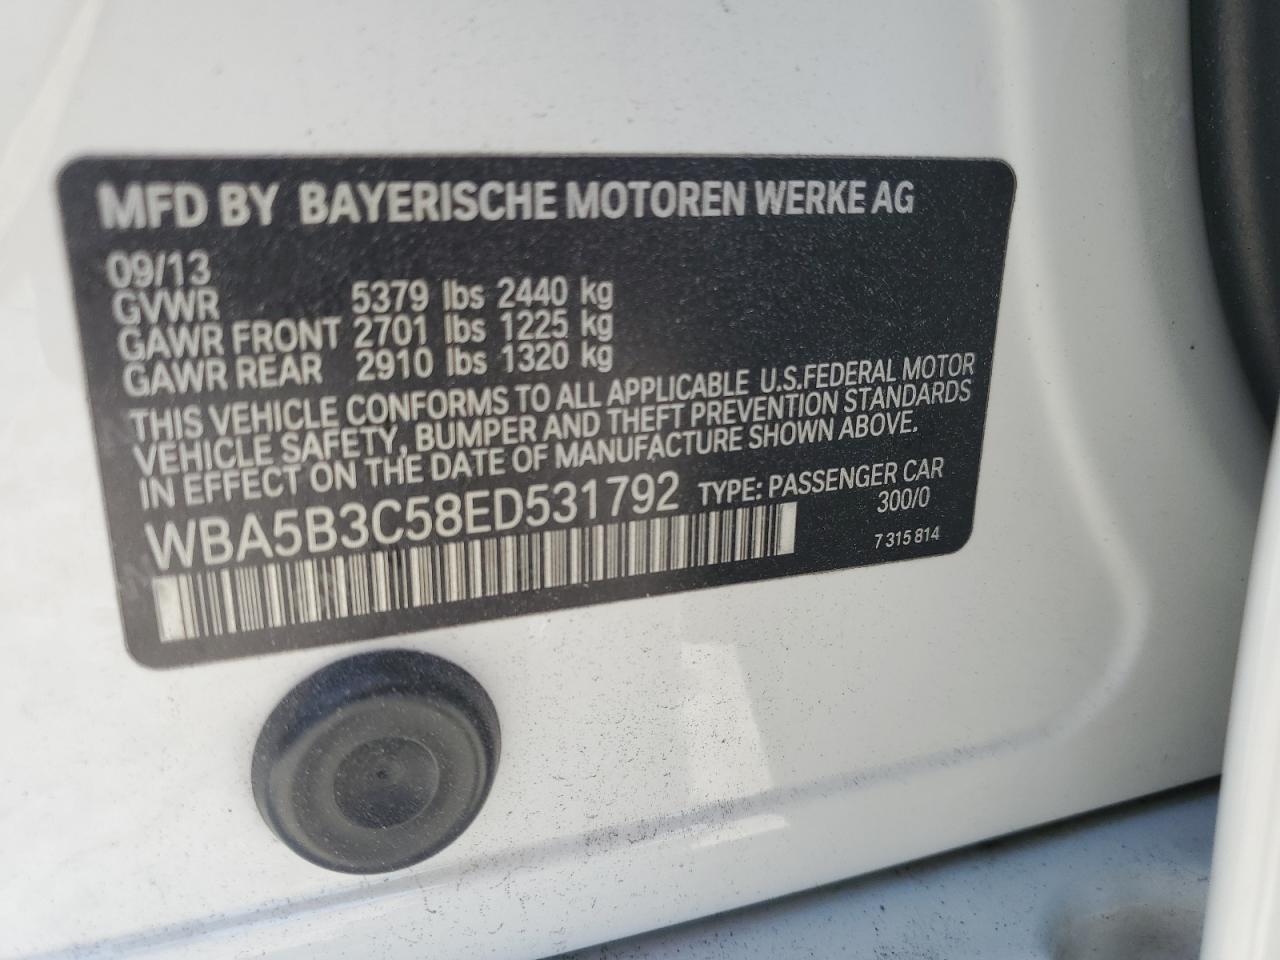 MFD BY BAYERISCHE MOTOREN WERKE AG
09/13
GVWR 5379 lbs 2440 kg
GAWR FRONT 2701 lbs 1225 kg
GAWR REAR 2910 lbs 1320 kg
THIS VEHICLE CONFORMS TO ALL APPLICABLE U.S.FEDERAL MOTOR
VEHICLE SAFETY, BUMPER AND THEFT PREVENTION STANDARDS
IN EFFECT ON THE DATE OF MANUFACTURE SHOWN ABOVE.
WBA5B3C58ED531792 TYPE: PASSENGER CAR
300/0
7 315 814